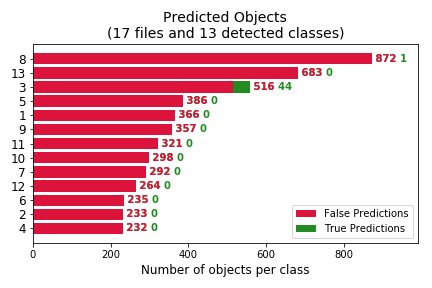 Predicted Objects
(17 files and 13 detected classes)
8 872 1
13 683 0
3 516 44
5 386 0
1 366 0
9 357 0
11 321 0
10 298 0
7 292 0
12 264 0
6 235 0
2 233 0
4 232 0
False Predictions
True Predictions
0 200 400 600 800
Number of objects per class